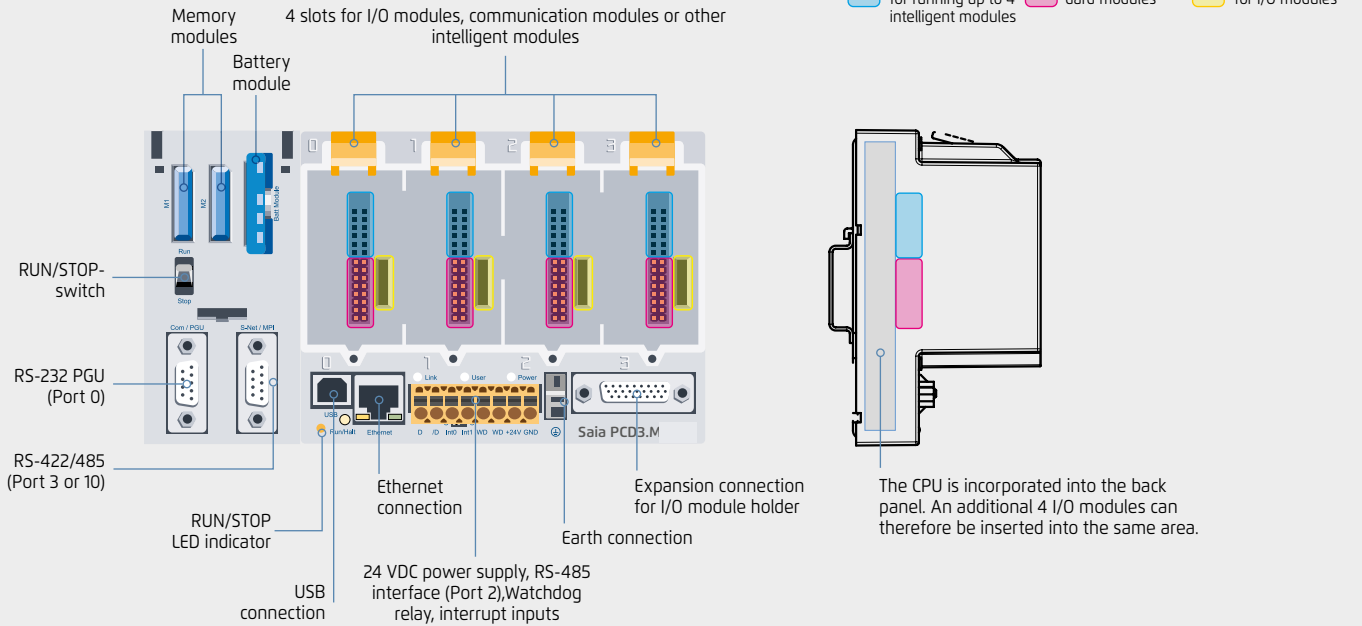 Memory
modules
4 slots for I/O modules, communication modules or other
intelligent modules
for running up to 4
intelligent modules
dard modules
for I/O modules
Battery
module
0
1
2
3
M1
M2
Batt Module
Run
Stop
RUN/STOP-
switch
Com / PGU
S-Net / MPI
0
1
2
3
Link
User
Power
RS-232 PGU
(Port 0)
USB
Run/Halt
Ethernet
D /D Int0 Int1 WD WD +24V GND
Saia PCD3.M
RS-422/485
(Port 3 or 10)
RUN/STOP
LED indicator
USB
connection
Ethernet
connection
24 VDC power supply, RS-485
interface (Port 2),Watchdog
relay, interrupt inputs
Earth connection
Expansion connection
for I/O module holder
The CPU is incorporated into the back
panel. An additional 4 I/O modules can
therefore be inserted into the same area.